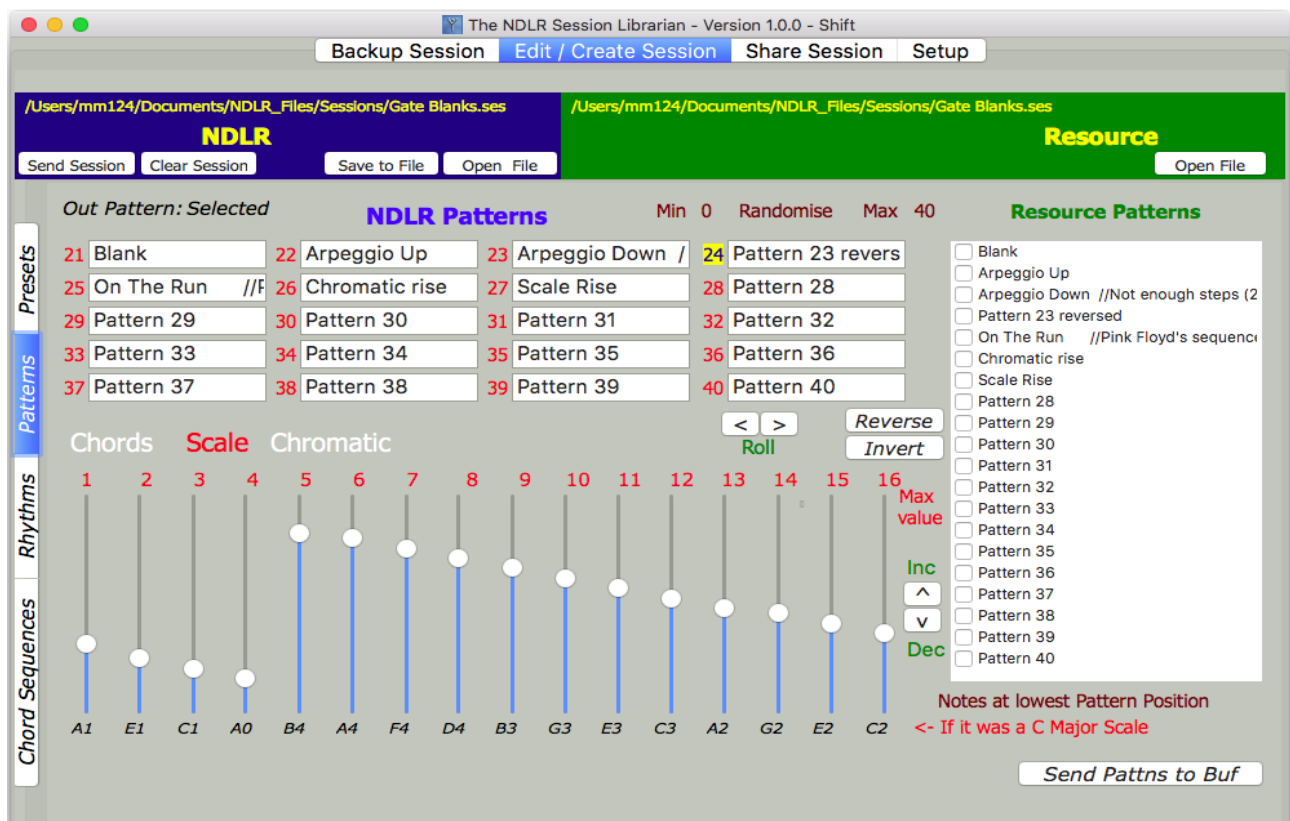 The NDLR Session Librarian - Version 1.0.0 - Shift
Backup Session Edit / Create Session Share Session Setup
/Users/mm124/Documents/NDLR_Files/Sessions/Gate Blanks.ses /Users/mm124/Documents/NDLR_Files/Sessions/Gate Blanks.ses
NDLR Resource
Send Session Clear Session Save to File Open File Open File
Presets
Patterns
Rhythms
Chord Sequences
Out Pattern: Selected NDLR Patterns Min 0 Randomise Max 40
21 Blank 22 Arpeggio Up 23 Arpeggio Down / 24 Pattern 23 revers
25 On The Run //F 26 Chromatic rise 27 Scale Rise 28 Pattern 28
29 Pattern 29 30 Pattern 30 31 Pattern 31 32 Pattern 32
33 Pattern 33 34 Pattern 34 35 Pattern 35 36 Pattern 36
37 Pattern 37 38 Pattern 38 39 Pattern 39 40 Pattern 40
< > Reverse
Roll Invert
Chords Scale Chromatic
1 2 3 4 5 6 7 8 9 10 11 12 13 14 15 16
Max
value
Inc
^
v
Dec
A1 E1 C1 A0 B4 A4 F4 D4 B3 G3 E3 C3 A2 G2 E2 C2
Resource Patterns
Blank
Arpeggio Up
Arpeggio Down //Not enough steps (2
Pattern 23 reversed
On The Run //Pink Floyd's sequence
Chromatic rise
Scale Rise
Pattern 28
Pattern 29
Pattern 30
Pattern 31
Pattern 32
Pattern 33
Pattern 34
Pattern 35
Pattern 36
Pattern 37
Pattern 38
Pattern 39
Pattern 40
Notes at lowest Pattern Position
<- If it was a C Major Scale
Send Pattns to Buf